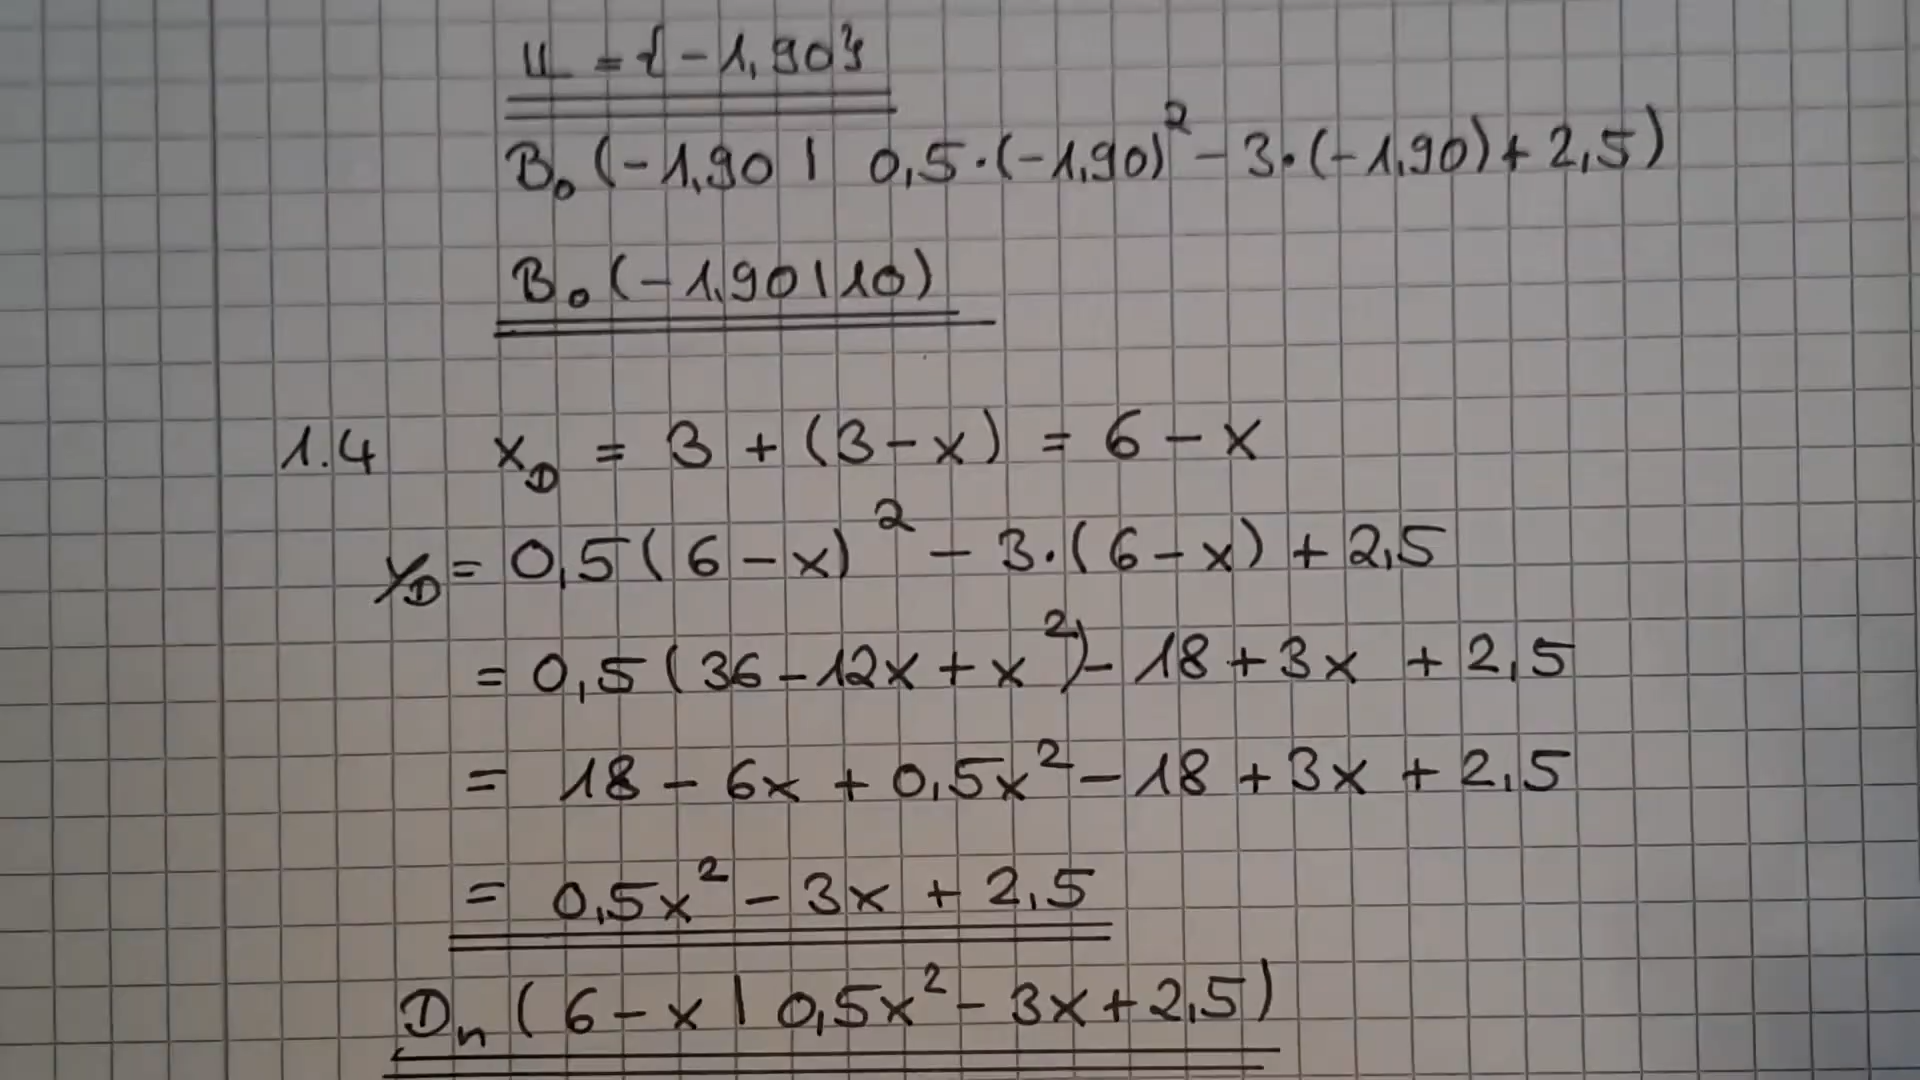 𝕃 = {-1,90}
B₀ (-1,90 | 0,5·(-1,90)² - 3·(-1,90) + 2,5)
B₀ (-1,90 | 10)
1.4 x_D = 3 + (3 - x) = 6 - x
y_D = 0,5 (6 - x)² - 3·(6 - x) + 2,5
= 0,5 (36 - 12x + x²) - 18 + 3x + 2,5
= 18 - 6x + 0,5x² - 18 + 3x + 2,5
= 0,5x² - 3x + 2,5
Dₙ (6 - x | 0,5x² - 3x + 2,5)